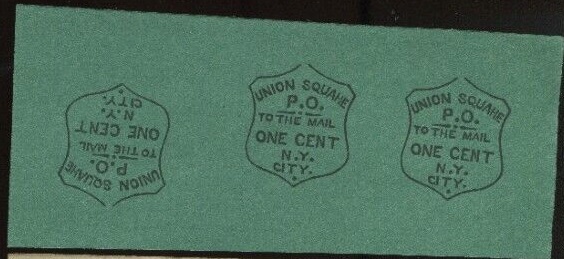 UNION SQUARE
P.O.
TO THE MAIL
ONE CENT
N.Y.
CITY.
UNION SQUARE
P.O.
TO THE MAIL
ONE CENT
N.Y.
CITY.
UNION SQUARE
P.O.
TO THE MAIL
ONE CENT
N.Y.
CITY.